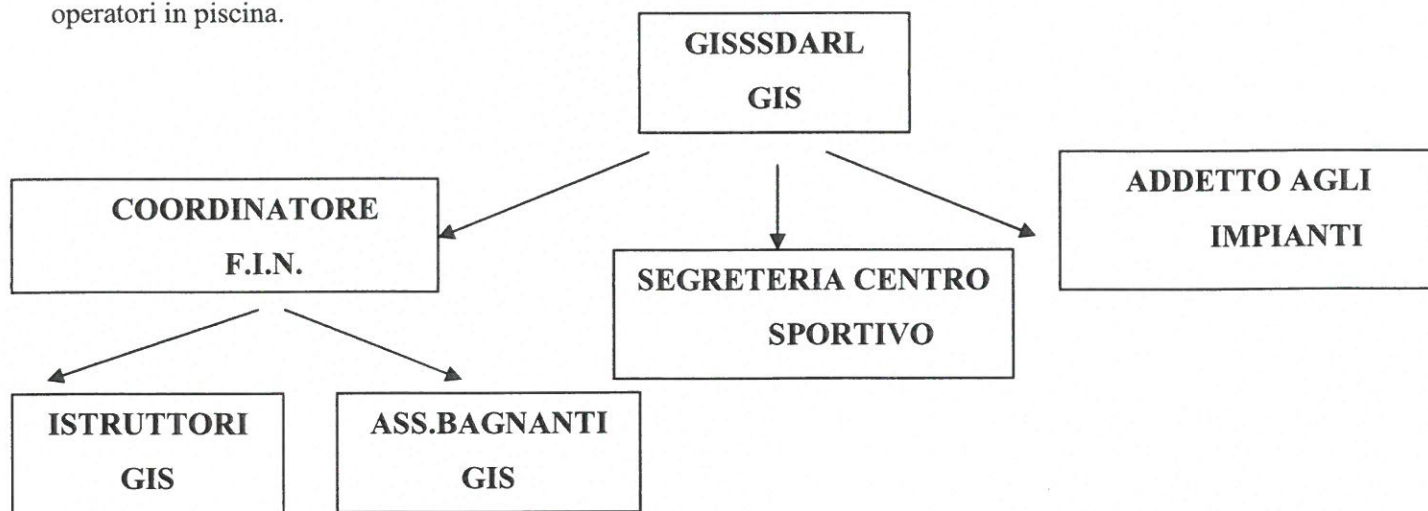 operatori in piscina.
GISSSDARL
GIS
COORDINATORE
F.I.N.
SEGRETERIA CENTRO
SPORTIVO
ADDETTO AGLI
IMPIANTI
ISTRUTTORI
GIS
ASS.BAGNANTI
GIS